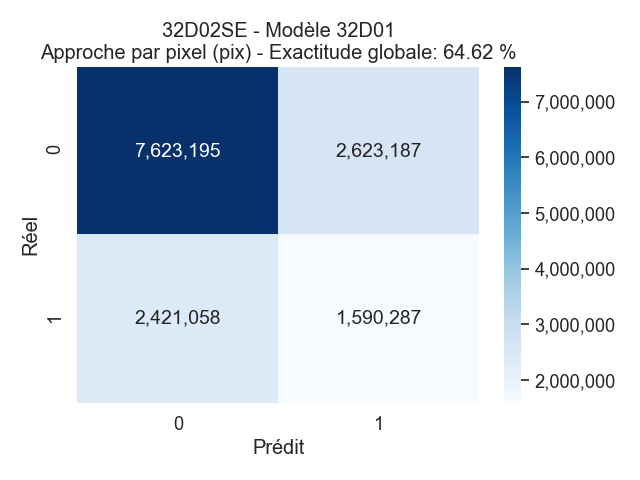 32D02SE - Modèle 32D01
Approche par pixel (pix) - Exactitude globale: 64.62 %
7,623,195 2,623,187
2,421,058 1,590,287
0
1
Réel
0 1
Prédit
7,000,000
6,000,000
5,000,000
4,000,000
3,000,000
2,000,000